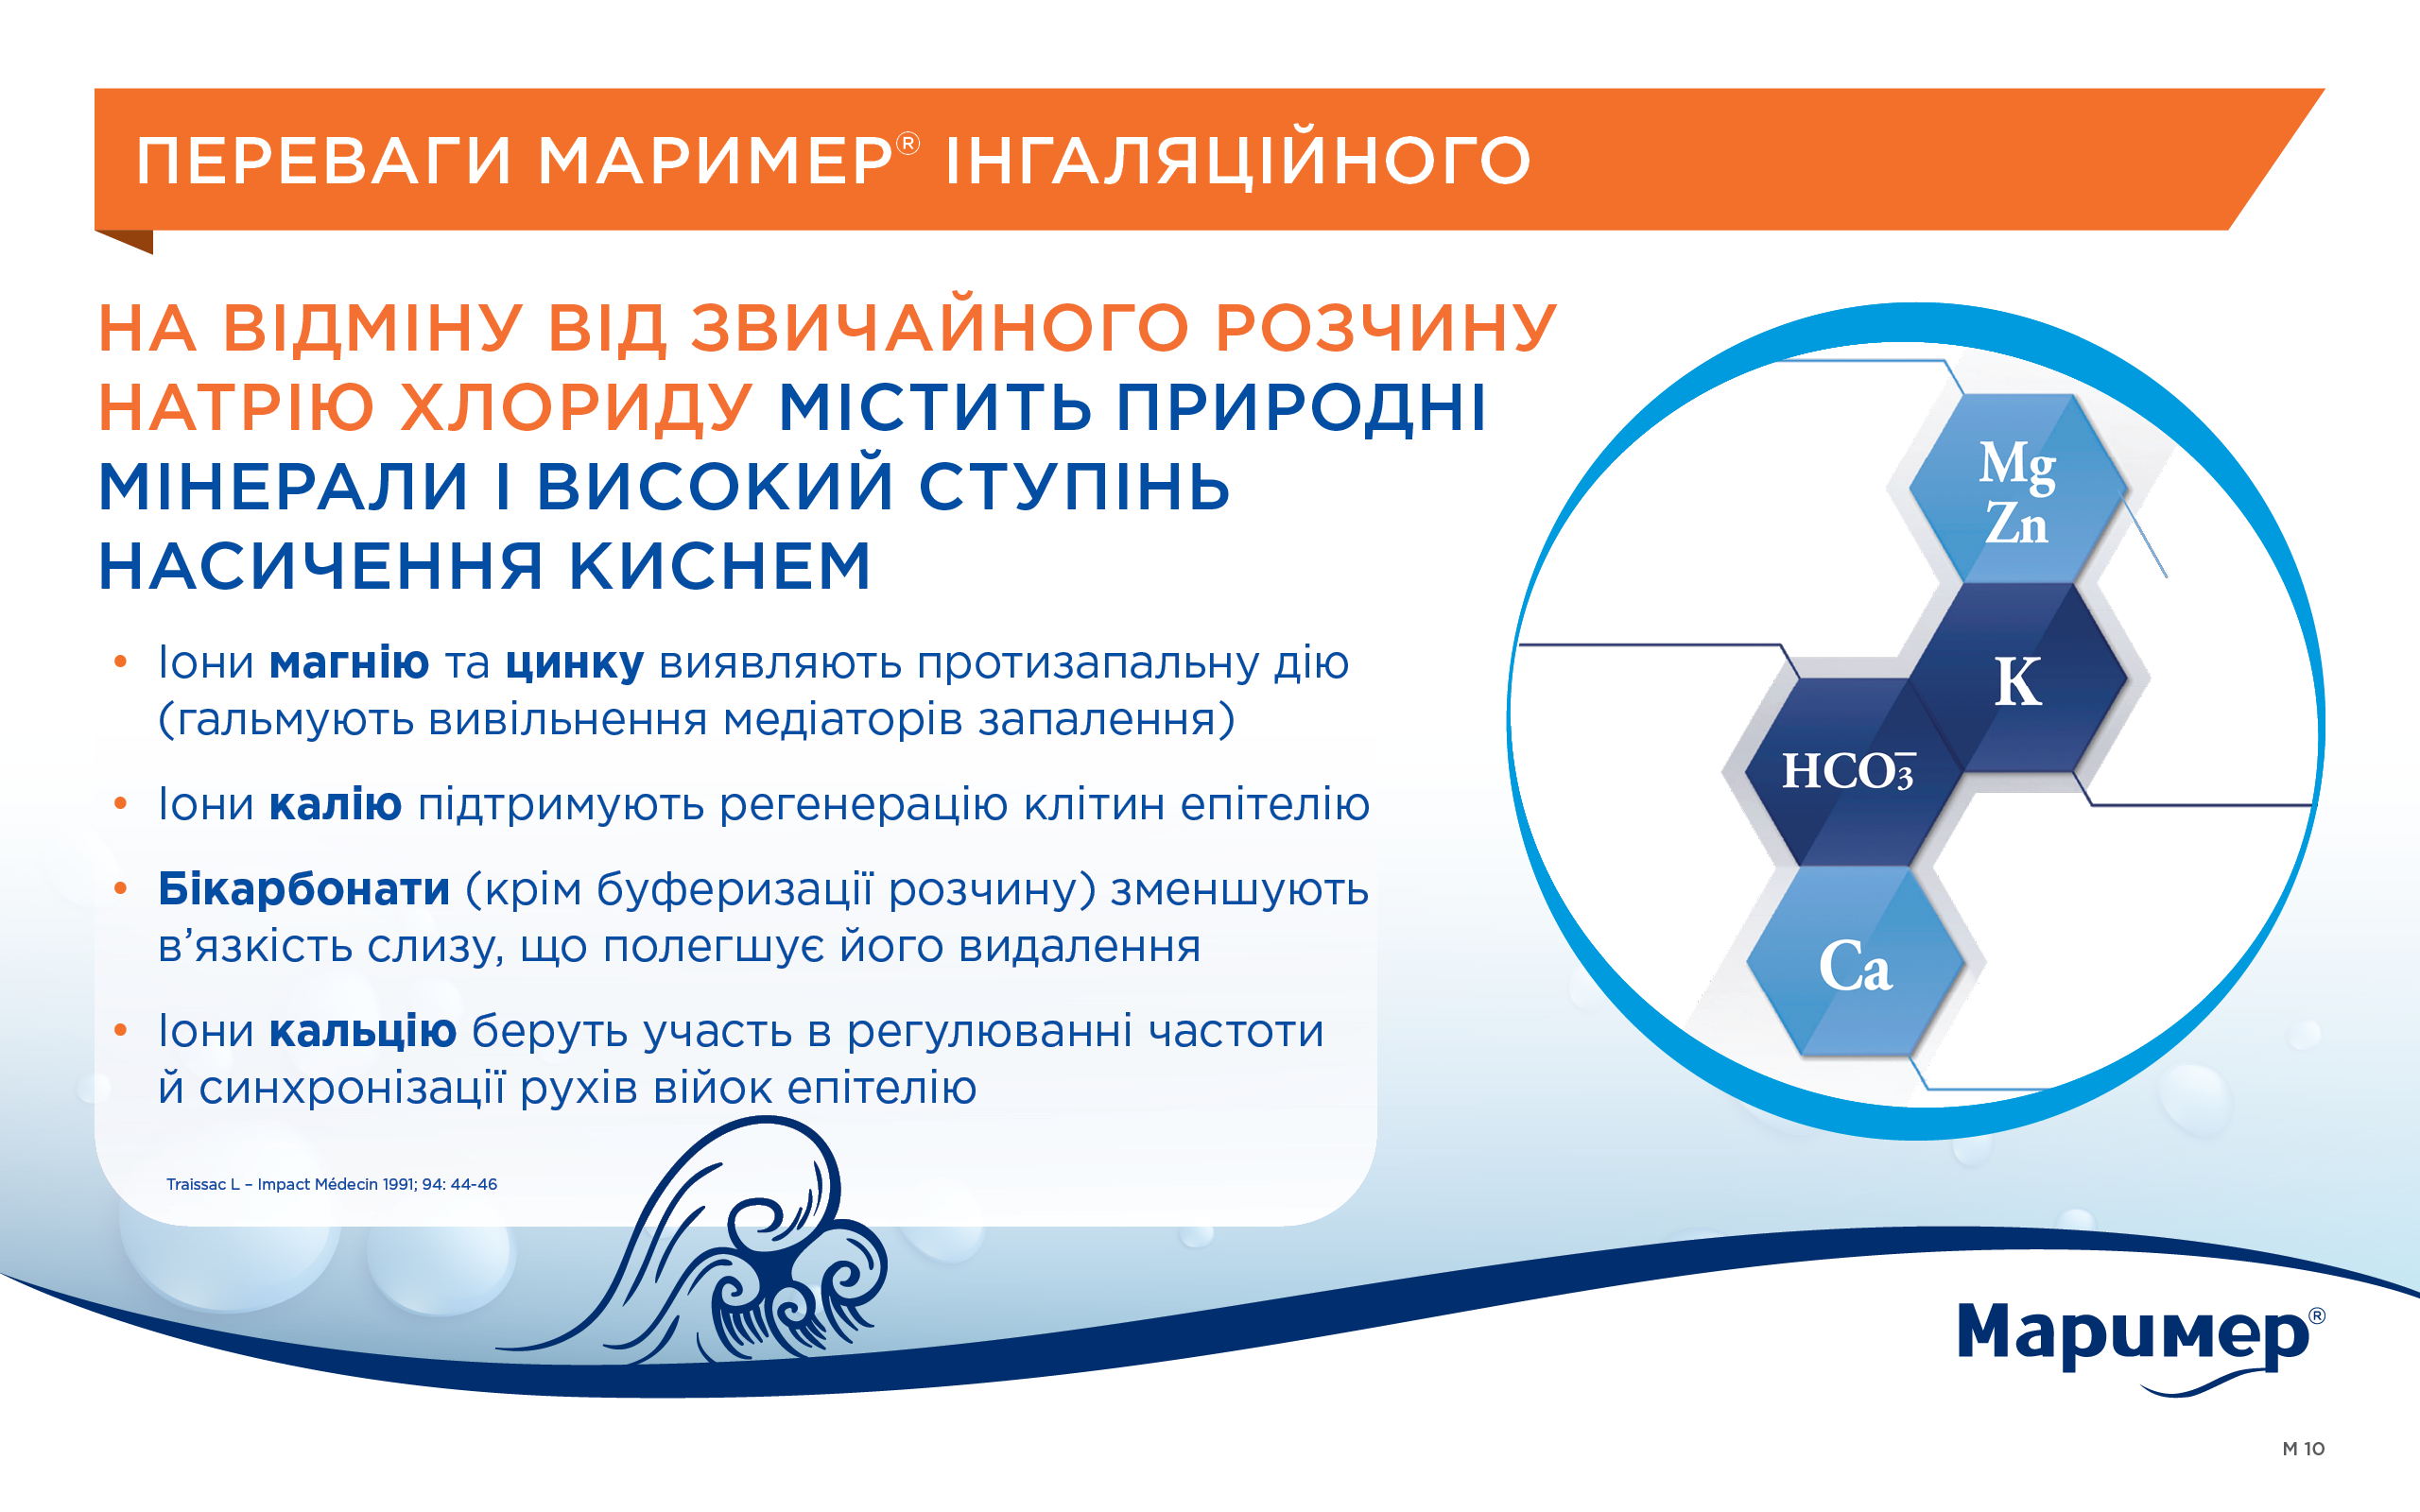 ПЕРЕВАГИ МАРИМЕР® ІНГАЛЯЦІЙНОГО
НА ВІДМІНУ ВІД ЗВИЧАЙНОГО РОЗЧИНУ
НАТРІЮ ХЛОРИДУ МІСТИТЬ ПРИРОДНІ
МІНЕРАЛИ І ВИСОКИЙ СТУПІНЬ
НАСИЧЕННЯ КИСНЕМ
• Іони магнію та цинку виявляють протизапальну дію
(гальмують вивільнення медіаторів запалення)
• Іони калію підтримують регенерацію клітин епітелію
• Бікарбонати (крім буферизації розчину) зменшують
в’язкість слизу, що полегшує його видалення
• Іони кальцію беруть участь в регулюванні частоти
й синхронізації рухів війок епітелію
Traissac L – Impact Médecin 1991; 94: 44-46
Mg
Zn
K
HCO₃⁻
Ca
Маример®
М 10